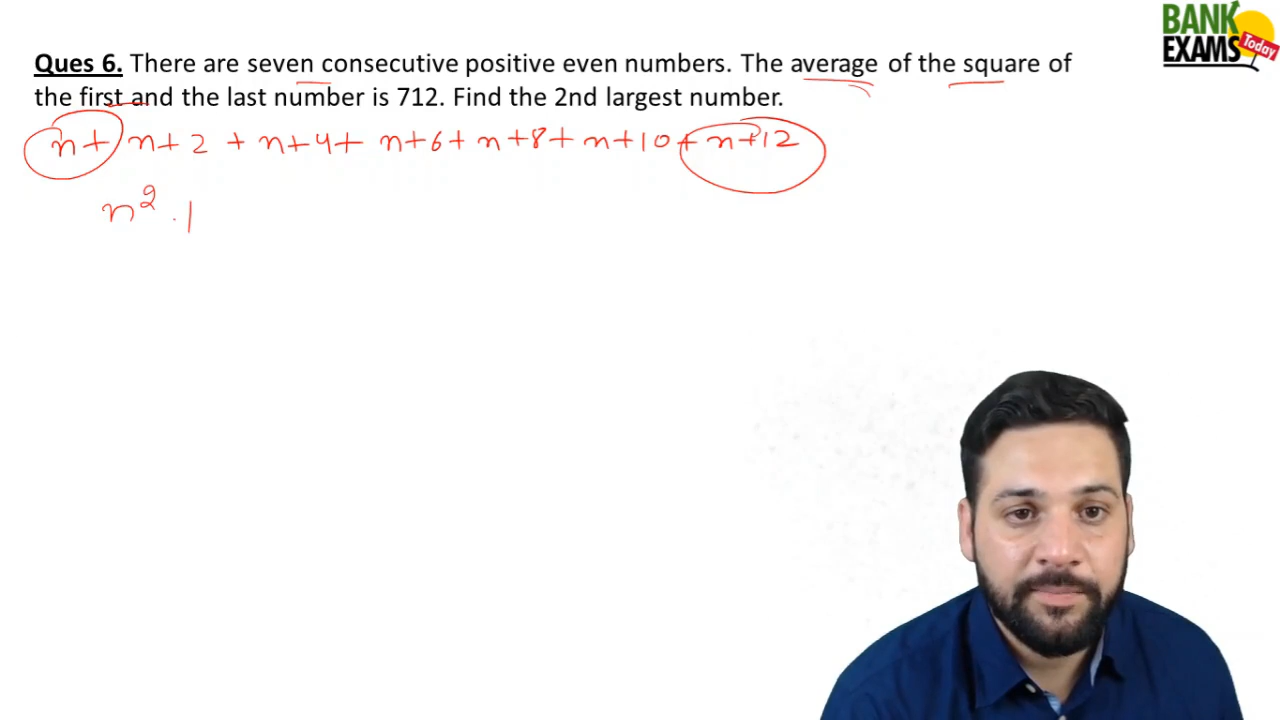 BANK
EXAMS Today
Ques 6. There are seven consecutive positive even numbers. The average of the square of
the first and the last number is 712. Find the 2nd largest number.
n + n+2 + n+4 + n+6 + n+8 + n+10 + n+12
n² +